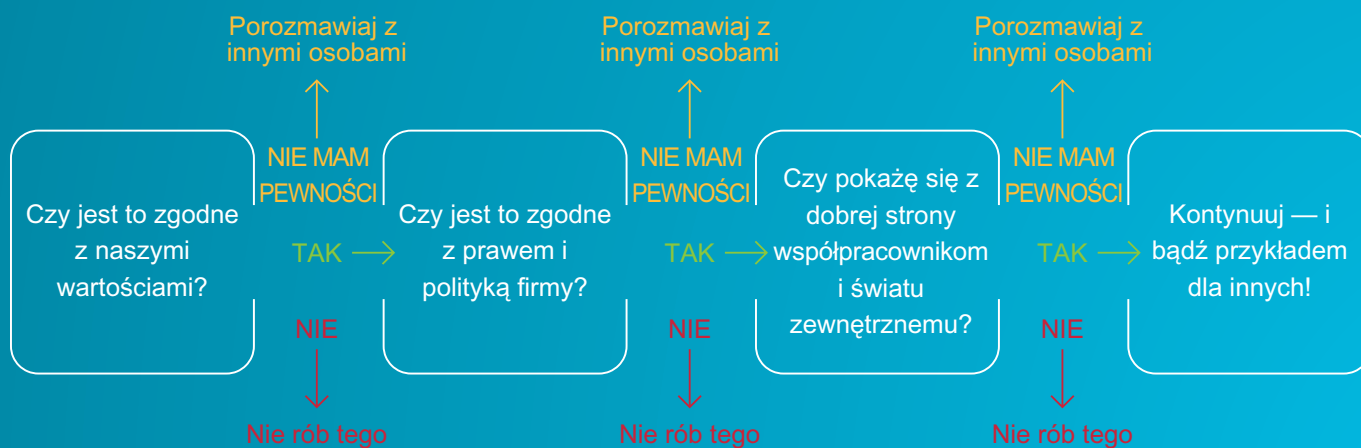 Porozmawiaj z
innymi osobami
Porozmawiaj z
innymi osobami
Porozmawiaj z
innymi osobami
Czy jest to zgodne
z naszymi
wartościami?
NIE MAM
PEWNOŚCI
TAK
NIE
Nie rób tego
Czy jest to zgodne
z prawem i
polityką firmy?
NIE MAM
PEWNOŚCI
TAK
NIE
Nie rób tego
Czy pokażę się z
dobrej strony
współpracownikom
i światu
zewnętrznemu?
NIE MAM
PEWNOŚCI
TAK
NIE
Nie rób tego
Kontynuuj — i
bądź przykładem
dla innych!